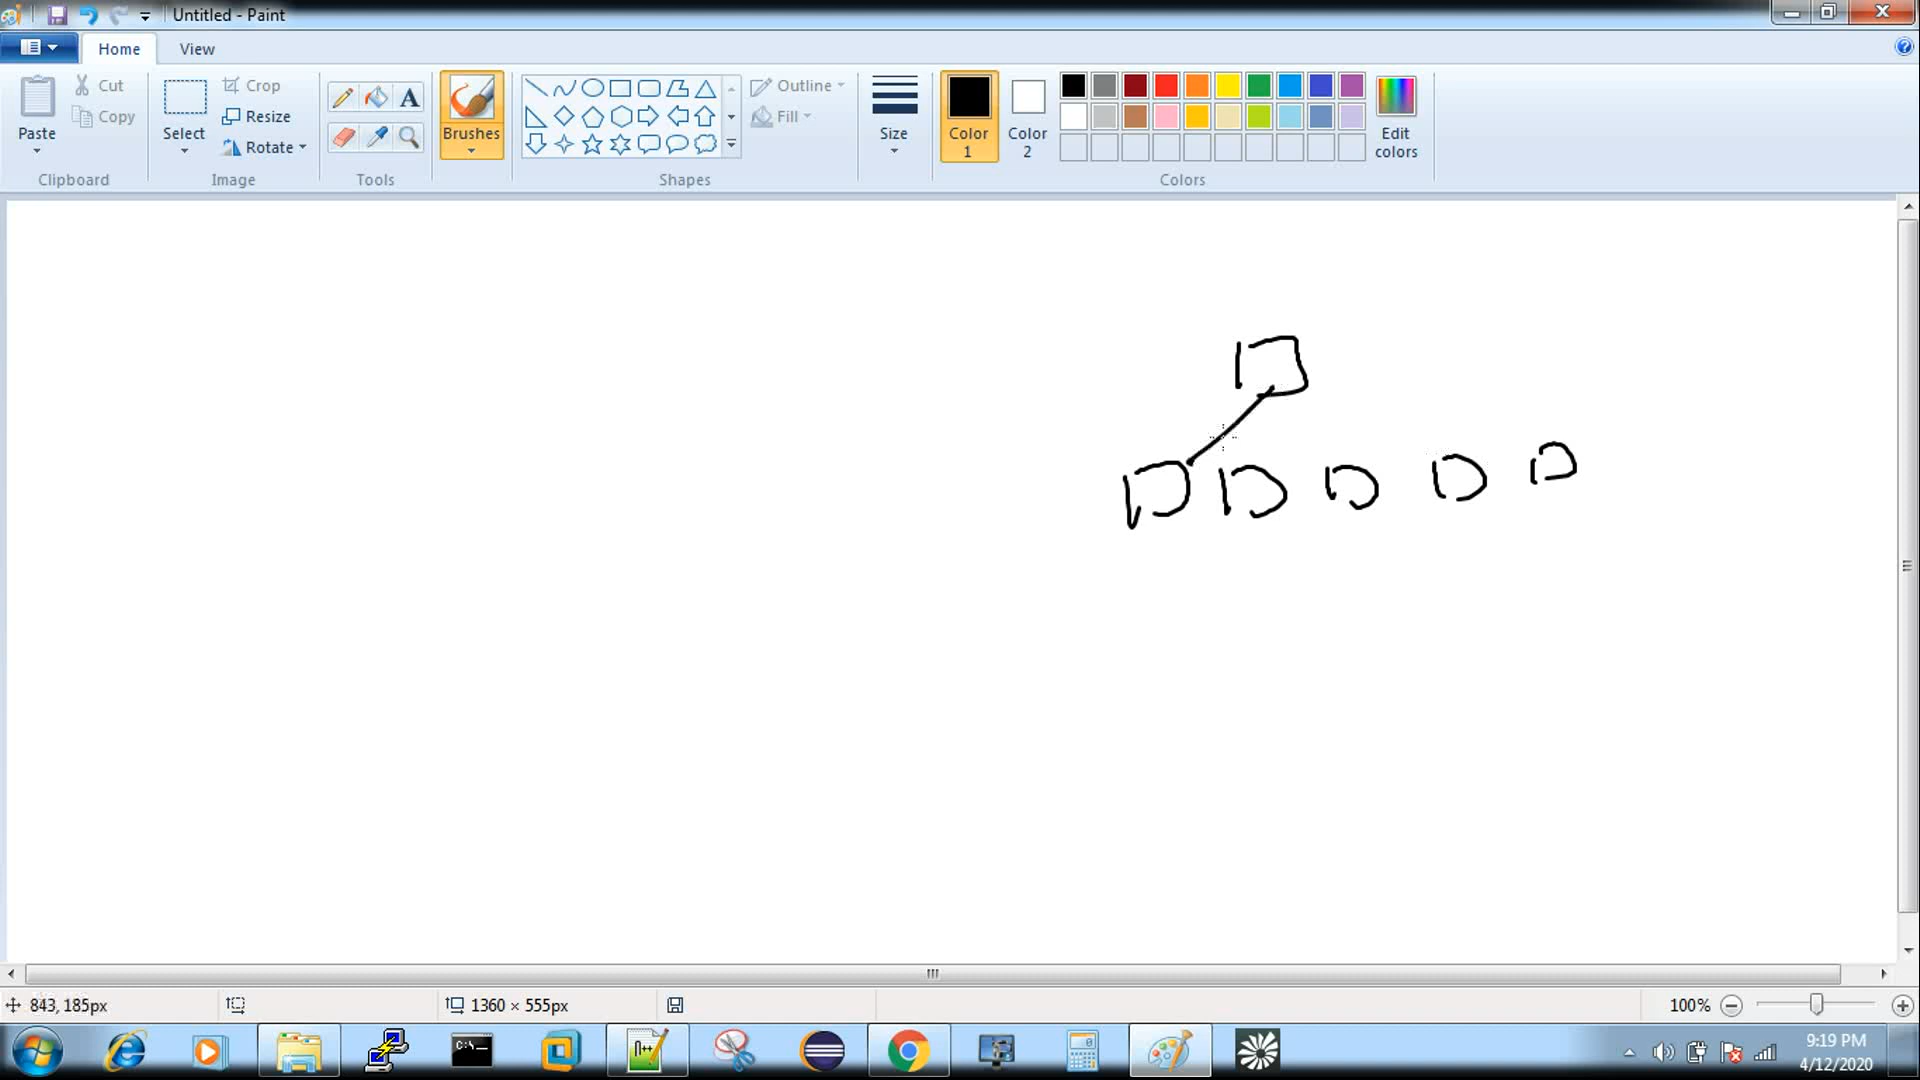 Untitled - Paint
Home View
Paste
Cut
Copy
Clipboard
Select
Crop
Resize
Rotate
Image
A
Tools
Brushes
Shapes
Outline
Fill
Size
Color 1
Color 2
Edit colors
Colors
843, 185px
1360 × 555px
100%
C:\_
9:19 PM
4/12/2020